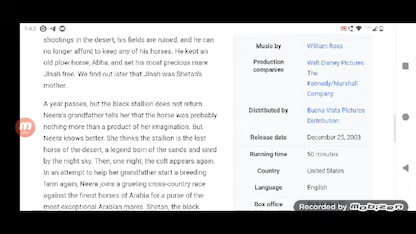 7:43
shootings in the desert, his fields are ruined, and he can
no longer afford to keep any of his horses. He kept an
old plow-horse, Abha, and set his most precious mare
Jinah free. We find out later that Jinah was Shetan's
mother.
A year passes, but the black stallion does not return.
Neera's grandfather tells her that the horse was probably
nothing more than a product of her imagination. But
Neera knows better. She thinks the stallion is the lost
horse of the desert, a legend born of the sands and sired
by the night sky. Then, one night, the colt appears again.
In an attempt to help her grandfather start a breeding
farm again, Neera joins a grueling cross-country race
against the finest horses of Arabia for a purse of the
most exceptional Arabian mares. Shetan, the black
Music by William Ross
Production companies Walt Disney Pictures
The
Kennedy/Marshall
Company
Distributed by Buena Vista Pictures
Distribution
Release date December 25, 2003
Running time 50 minutes
Country United States
Language English
Box office
Recorded by MOBIZEN